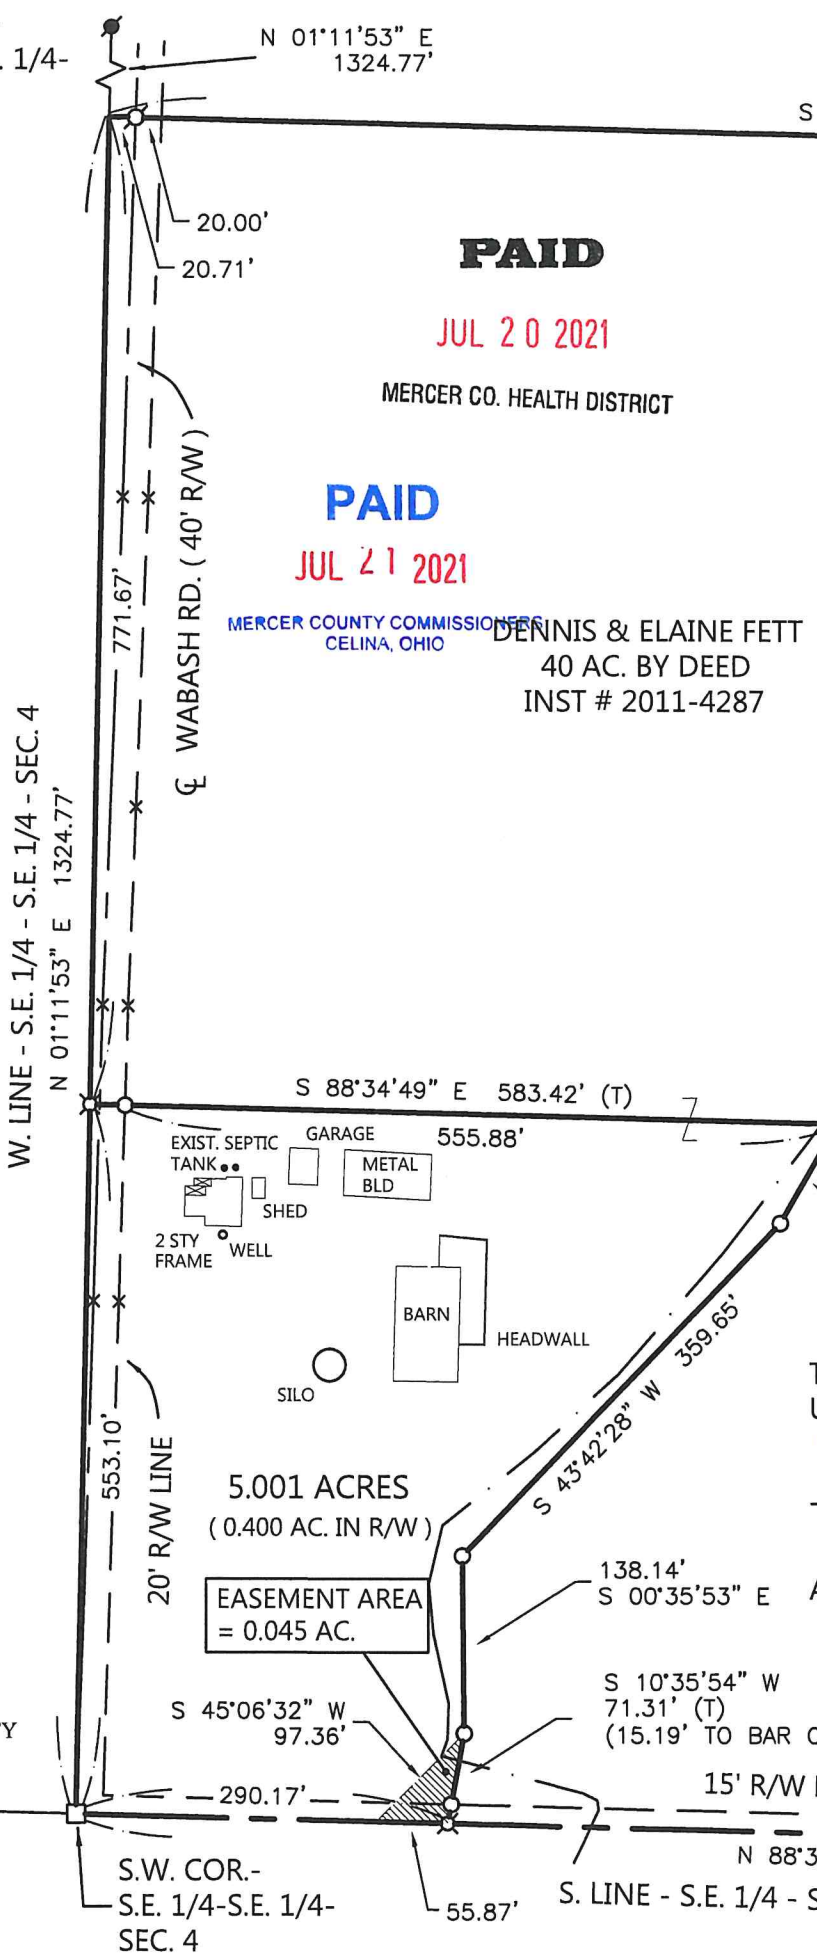 . 1/4-
N 01°11'53" E
1324.77'
S
20.00'
20.71'
PAID
JUL 20 2021
MERCER CO. HEALTH DISTRICT
PAID
JUL 21 2021
MERCER COUNTY COMMISSIONERS
CELINA, OHIO
DENNIS & ELAINE FETT
40 AC. BY DEED
INST # 2011-4287
771.67'
℄ WABASH RD. ( 40' R/W )
W. LINE - S.E. 1/4 - S.E. 1/4 - SEC. 4
N 01°11'53" E 1324.77'
S 88°34'49" E 583.42' (T)
555.88'
EXIST. SEPTIC
TANK
GARAGE
METAL
BLD
SHED
2 STY
FRAME
WELL
BARN
HEADWALL
SILO
S 43°42'28" W 359.65'
553.10'
20' R/W LINE
5.001 ACRES
( 0.400 AC. IN R/W )
EASEMENT AREA
= 0.045 AC.
138.14'
S 00°35'53" E
S 45°06'32" W
97.36'
S 10°35'54" W
71.31' (T)
(15.19' TO BAR
290.17'
15' R/W
N 88°3
S.W. COR.-
S.E. 1/4-S.E. 1/4-
SEC. 4
55.87'
S. LINE - S.E. 1/4 - S